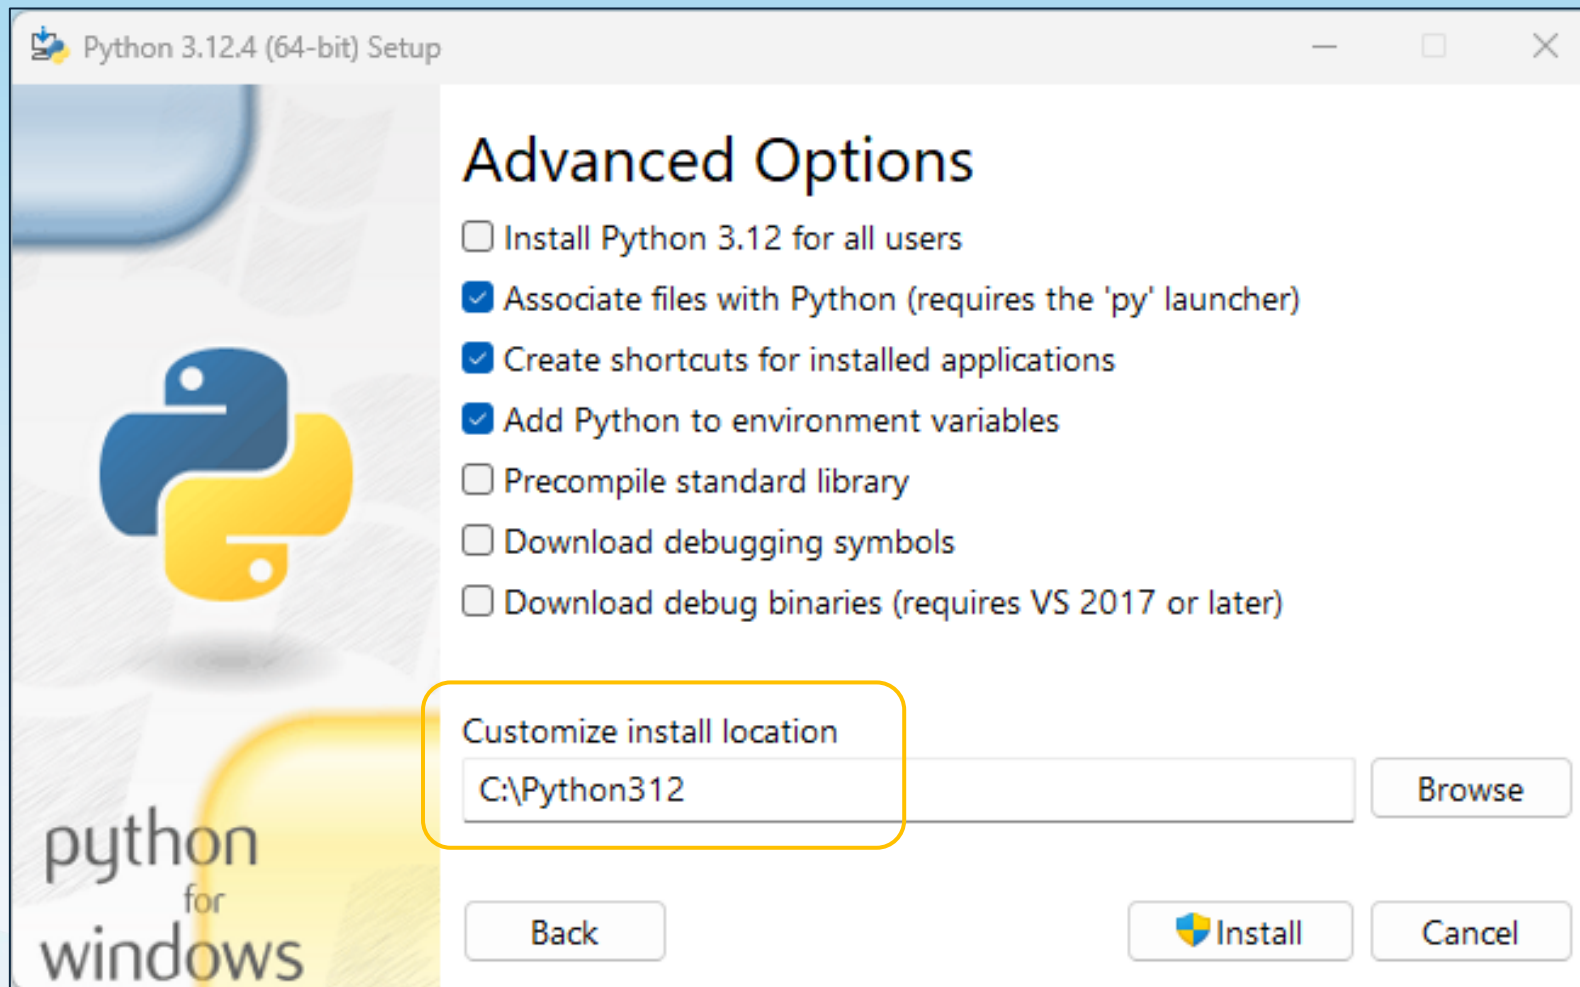 Python 3.12.4 (64-bit) Setup
Advanced Options
Install Python 3.12 for all users
Associate files with Python (requires the 'py' launcher)
Create shortcuts for installed applications
Add Python to environment variables
Precompile standard library
Download debugging symbols
Download debug binaries (requires VS 2017 or later)
Customize install location
C:\Python312
Browse
python
for
windows
Back
Install
Cancel